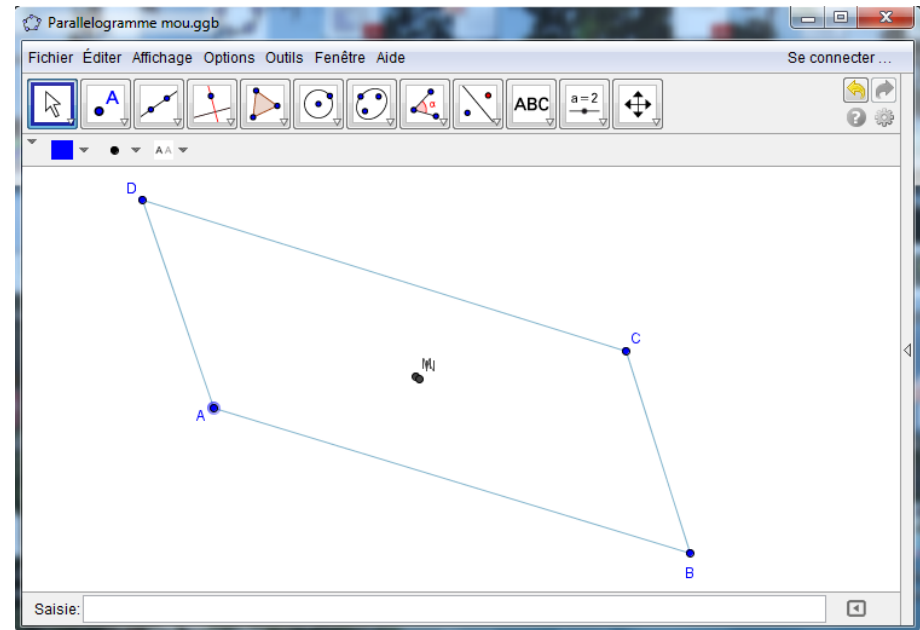 Parallelogramme mou.ggb
Fichier Éditer Affichage Options Outils Fenêtre Aide Se connecter ...
A α ABC a=2
AA
D
C
A
B
Saisie: